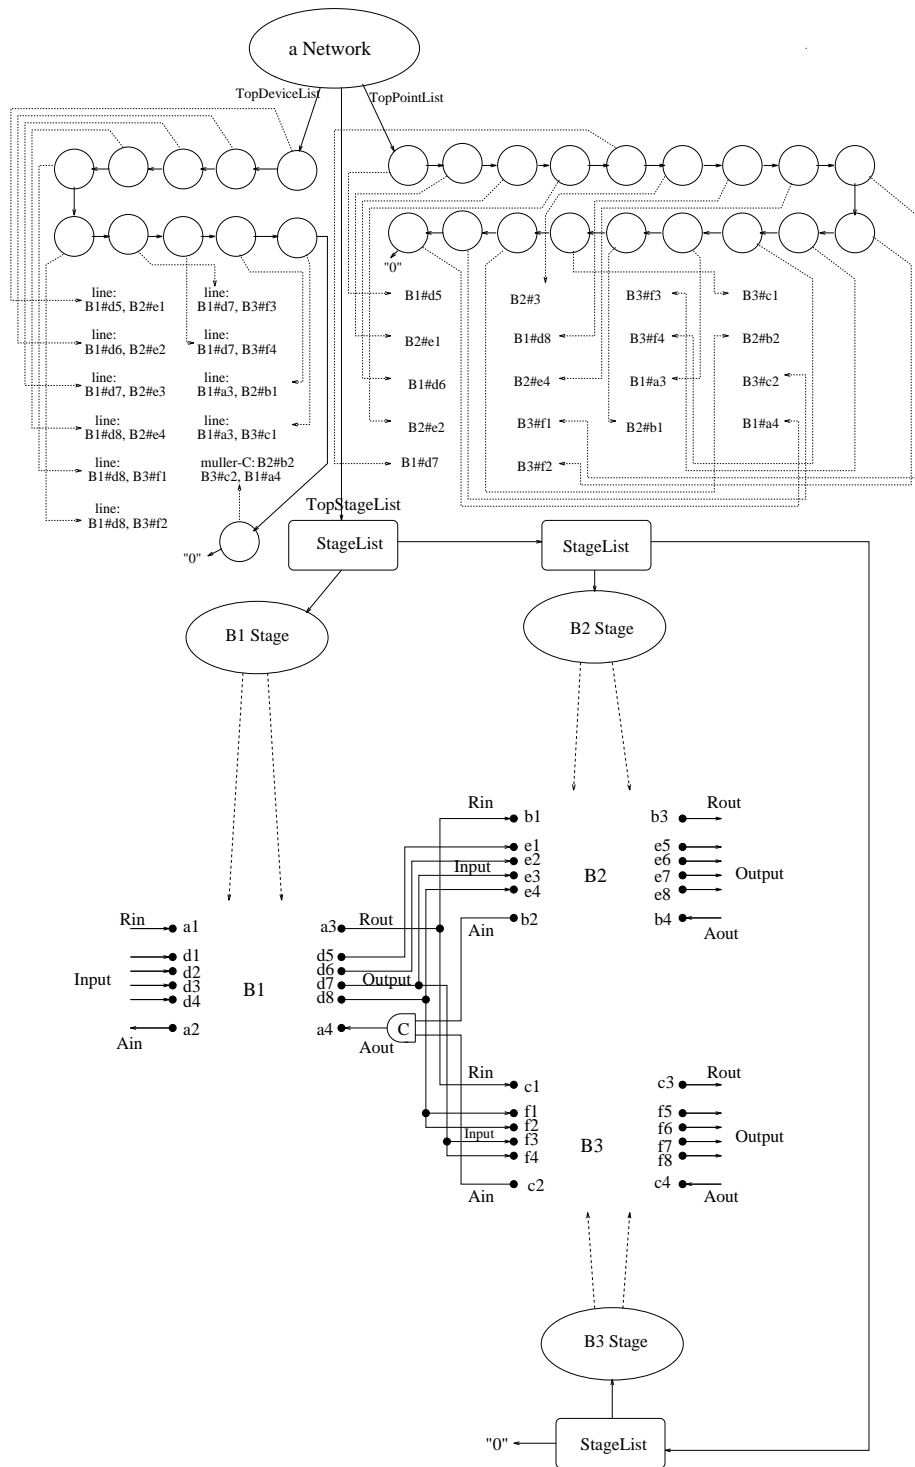 a Network
TopDeviceList
TopPointList
"0"
line:
B1#d5, B2#e1
line:
B1#d7, B3#f3
line:
B1#d6, B2#e2
line:
B1#d7, B3#f4
line:
B1#d7, B2#e3
line:
B1#a3, B2#b1
line:
B1#d8, B2#e4
line:
B1#a3, B3#c1
line:
B1#d8, B3#f1
muller-C: B2#b2
B3#c2, B1#a4
line:
B1#d8, B3#f2
B1#d5
B2#3
B3#f3
B3#c1
B2#e1
B1#d8
B3#f4
B2#b2
B1#d6
B2#e4
B1#a3
B3#c2
B2#e2
B3#f1
B2#b1
B1#a4
B1#d7
B3#f2
TopStageList
"0"
StageList
StageList
B1 Stage
B2 Stage
Rin
b1
b3
Rout
e1
e2
e3
e4
Input
B2
e5
e6
e7
e8
Output
Ain
b2
b4
Aout
Rin
a1
a3
Rout
d1
d2
d3
d4
Input
B1
d5
d6
d7
d8
Output
Ain
a2
a4
Aout
C
Rin
c1
c3
Rout
f1
f2
f3
f4
Input
B3
f5
f6
f7
f8
Output
Ain
c2
c4
Aout
B3 Stage
"0"
StageList